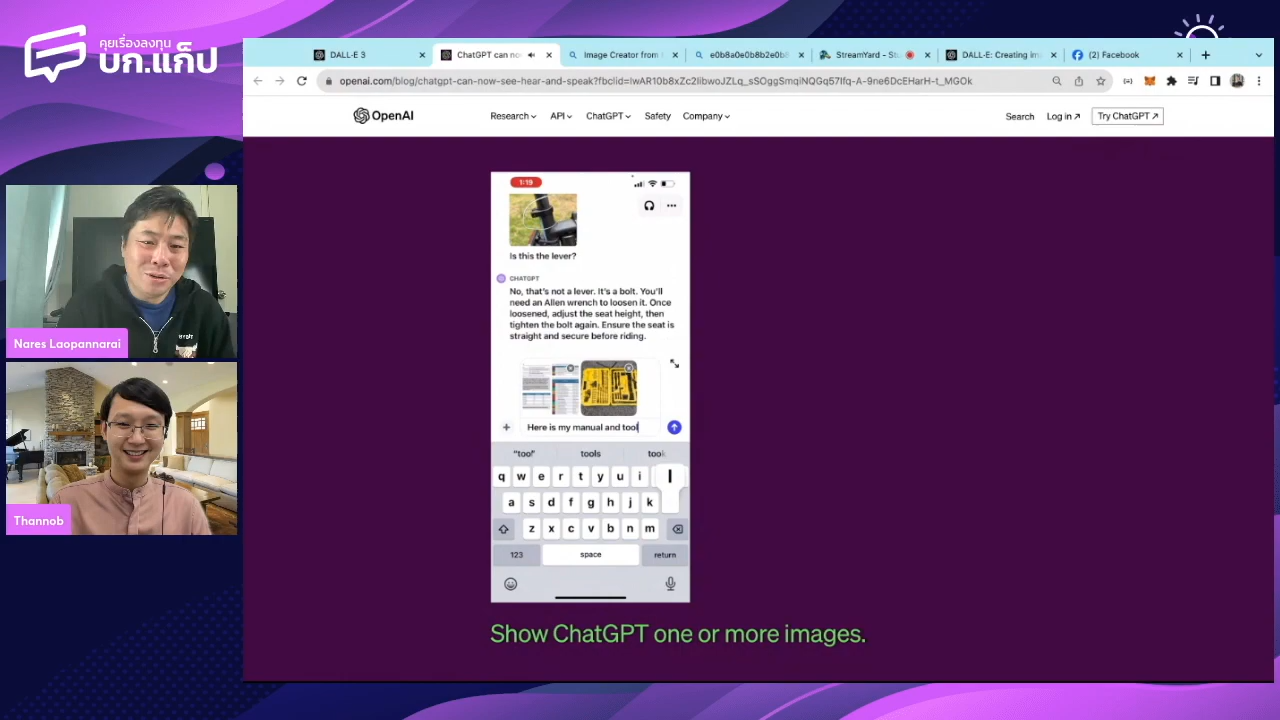 คุยเรื่องลงทุน
บก.แก็ป
DALL-E 3
ChatGPT can now
Image Creator from
e0b8a0e0b8b2e0b8
StreamYard - Stu
DALL-E: Creating im
(2) Facebook
openai.com/blog/chatgpt-can-now-see-hear-and-speak?fbclid=IwAR10b8xZc2IibwoJZLq_sSOggSmqiNQGq57Ifq-A-9ne6DcEHarH-t_MGOk
OpenAI
Research
API
ChatGPT
Safety
Company
Search
Log in
Try ChatGPT
1:19
Is this the lever?
CHATGPT
No, that's not a lever. It's a bolt. You'll
need an Allen wrench to loosen it. Once
loosened, adjust the seat height, then
tighten the bolt again. Ensure the seat is
straight and secure before riding.
Here is my manual and tool
"tool"
tools
q w e r t y u i l
a s d f g h j k
z x c v b n m
123
space
return
Show ChatGPT one or more images.
Nares Laopannarai
Thannob